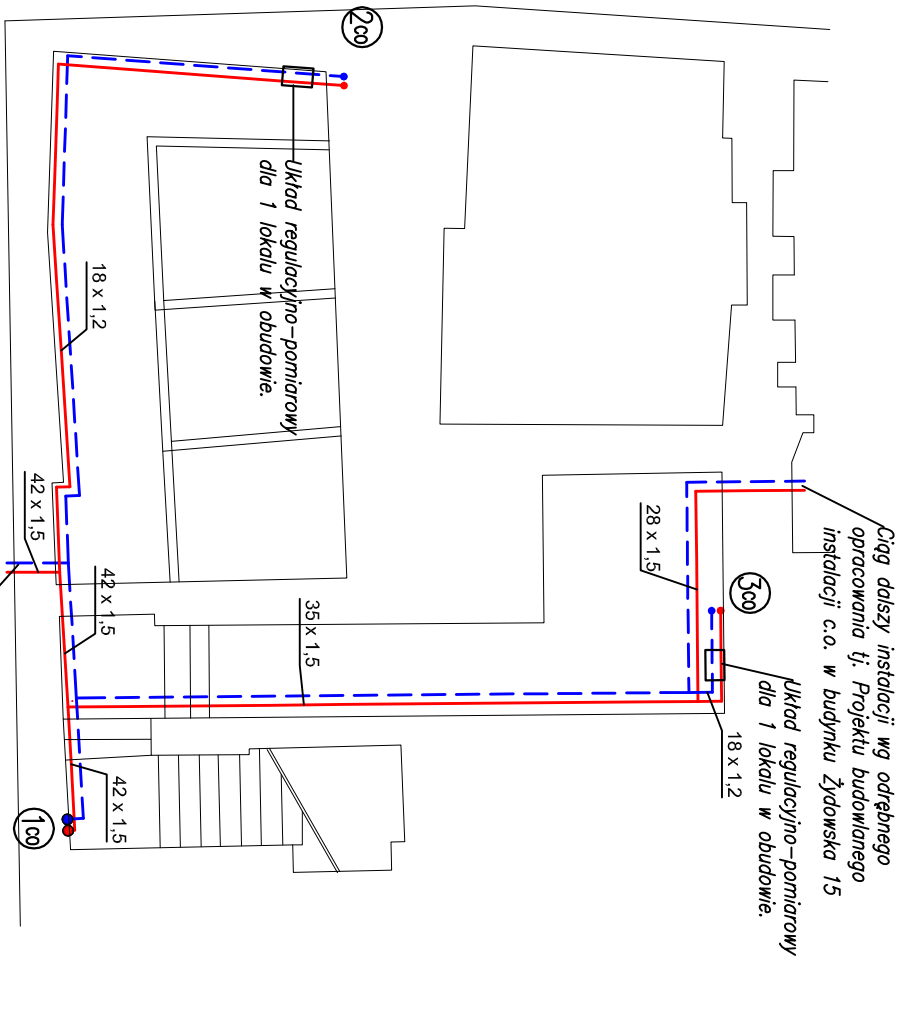 Ciąg dalszy instalacji wg odrębnego
opracowania tj. Projektu budowlanego
instalacji c.o. w budynku Żydowska 15
Układ regulacyjno-pomiarowy
dla 1 lokalu w obudowie.
3co
18 x 1,2
28 x 1,5
35 x 1,5
2co
Układ regulacyjno-pomiarowy
dla 1 lokalu w obudowie.
18 x 1,2
42 x 1,5
42 x 1,5
42 x 1,5
1co